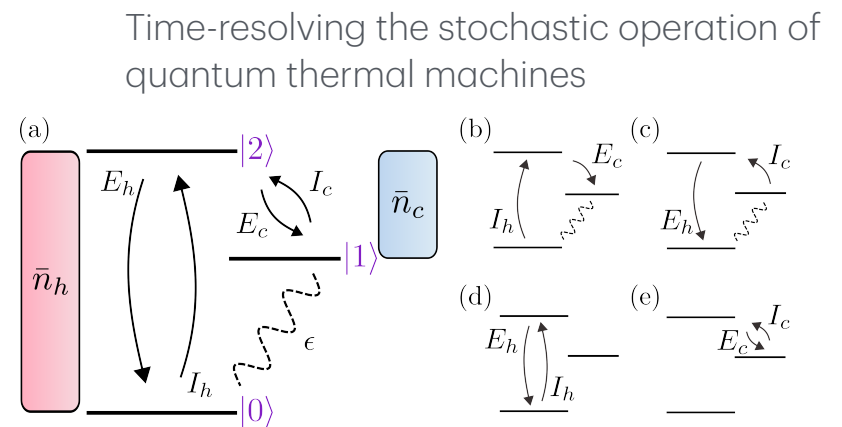 Time-resolving the stochastic operation of
quantum thermal machines
(a)
|2⟩
E_h
I_c
E_c
n̄_c
|1⟩
n̄_h
ϵ
I_h
|0⟩
(b)
E_c
I_h
(c)
I_c
E_h
(d)
E_h
I_h
(e)
I_c
E_c